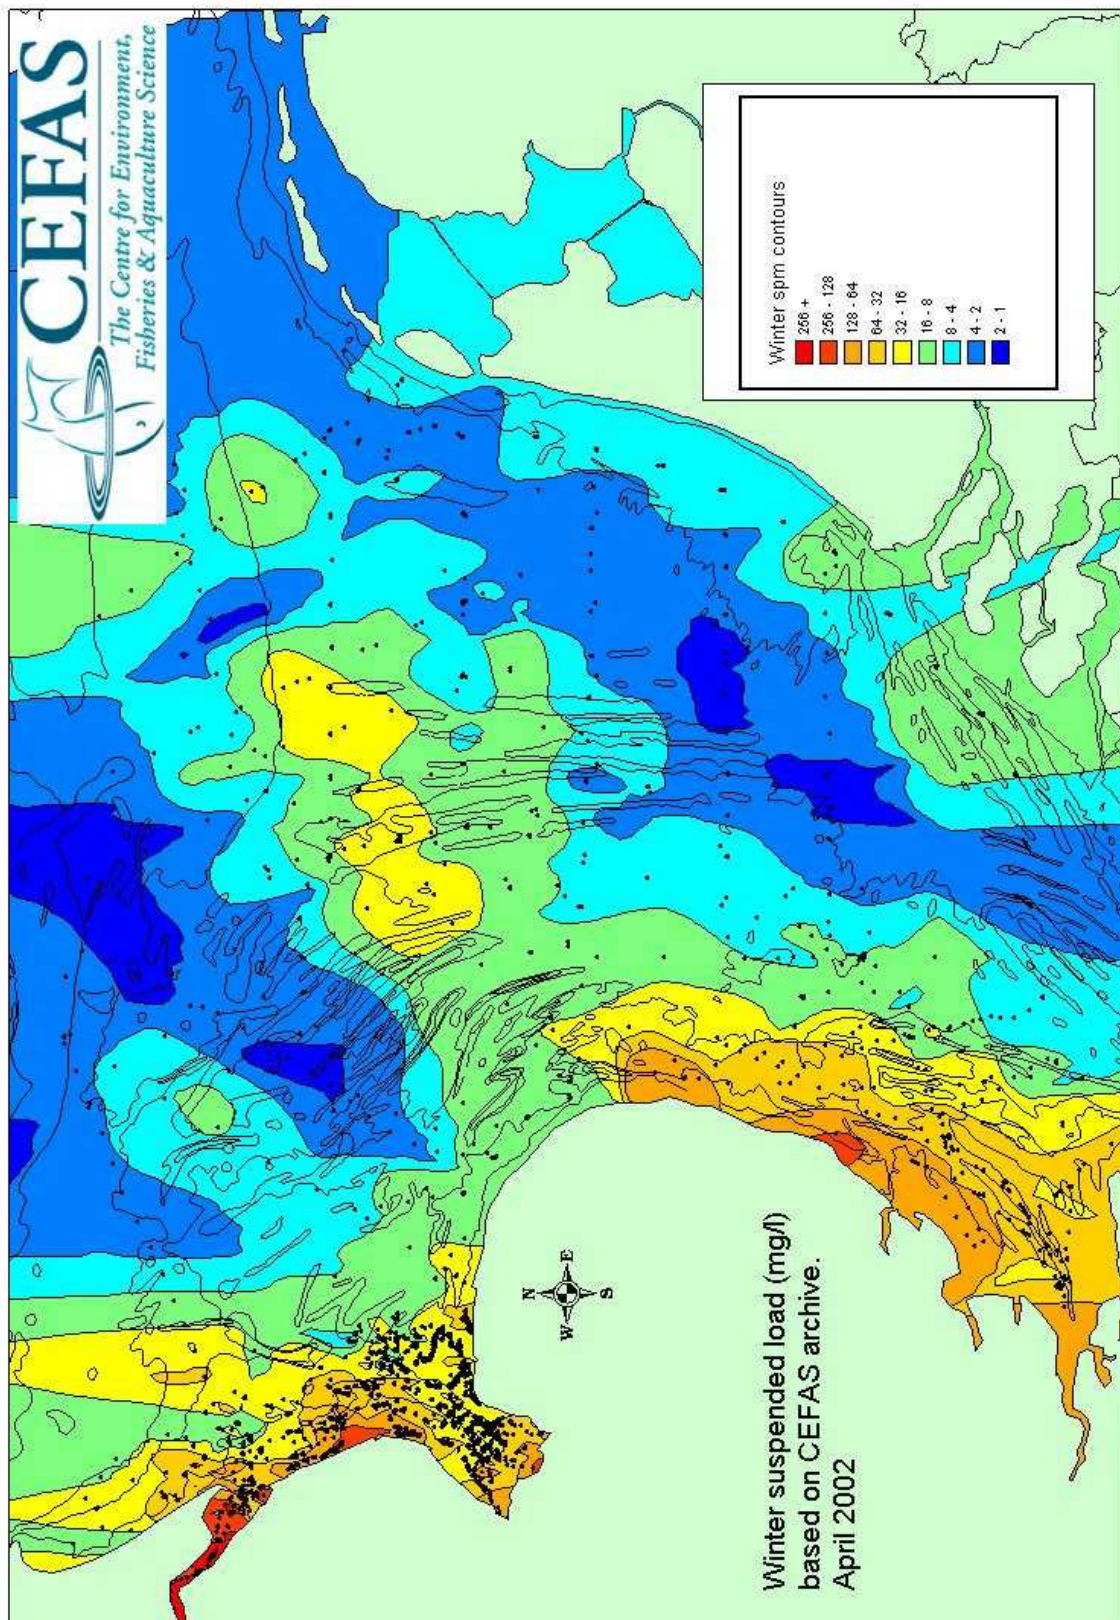 CEFAS
The Centre for Environment,
Fisheries & Aquaculture Science
Winter spm contours
256 +
256 - 128
128 - 64
64 - 32
32 - 16
16 - 8
8 - 4
4 - 2
2 - 1
N
W
E
S
Winter suspended load (mg/l)
based on CEFAS archive.
April 2002